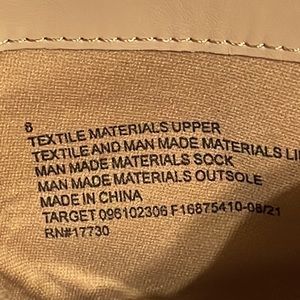 8
TEXTILE MATERIALS UPPER
TEXTILE AND MAN MADE MATERIALS LI
MAN MADE MATERIALS SOCK
MAN MADE MATERIALS OUTSOLE
MADE IN CHINA
TARGET 096102306 F16875410-08/21
RN#17730